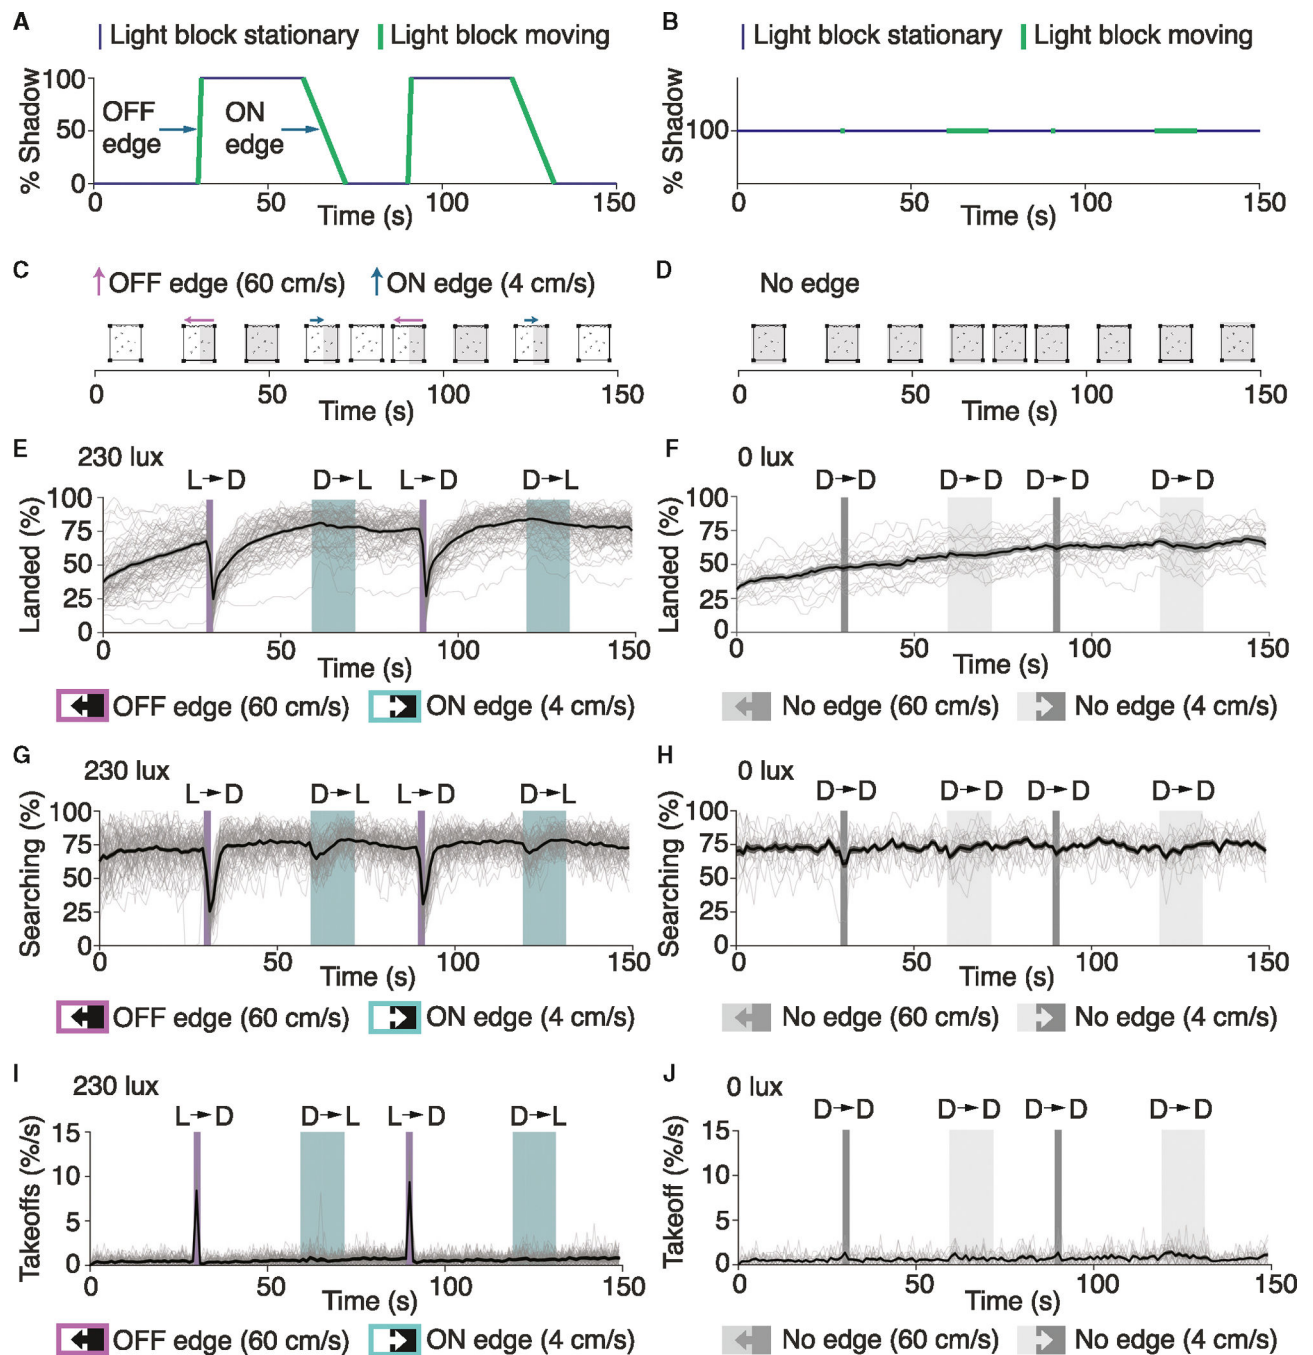 A
Light block stationary
Light block moving
% Shadow
100
50
0
OFF edge
ON edge
0
50
100
150
Time (s)
B
Light block stationary
Light block moving
% Shadow
100
0
50
100
150
Time (s)
C
OFF edge (60 cm/s)
ON edge (4 cm/s)
0
50
100
150
Time (s)
D
No edge
0
50
100
150
Time (s)
E
230 lux
L→D
D→L
L→D
D→L
Landed (%)
100
75
50
25
0
0
50
100
150
Time (s)
OFF edge (60 cm/s)
ON edge (4 cm/s)
F
0 lux
D→D
D→D
D→D
D→D
Landed (%)
100
75
50
25
0
0
50
100
150
Time (s)
No edge (60 cm/s)
No edge (4 cm/s)
G
230 lux
L→D
D→L
L→D
D→L
Searching (%)
100
75
50
25
0
0
50
100
150
Time (s)
OFF edge (60 cm/s)
ON edge (4 cm/s)
H
0 lux
D→D
D→D
D→D
D→D
Searching (%)
100
75
50
25
0
0
50
100
150
Time (s)
No edge (60 cm/s)
No edge (4 cm/s)
I
230 lux
L→D
D→L
L→D
D→L
Takeoffs (%/s)
15
10
5
0
0
50
100
150
Time (s)
OFF edge (60 cm/s)
ON edge (4 cm/s)
J
0 lux
D→D
D→D
D→D
D→D
Takeoff (%/s)
15
10
5
0
0
50
100
150
Time (s)
No edge (60 cm/s)
No edge (4 cm/s)